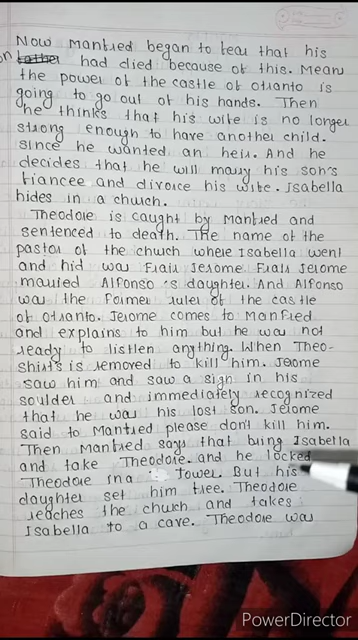 Now Manfred began to fear that his
on father had died because of this. Mean
the power of the castle of otranto is
going to go out of his hands. Then
he thinks that his wife is no longer
strong enough to have another child.
since he wanted an heir. And he
decides that he will marry his son's
fiancee and divorce his wife. Isabella
hides in a church.
Theodore is caught by Manfred and
sentenced to death. The name of the
pastor of the church where Isabella went
and hid was Friar Jerome. Friar Jerome
married Alfonso's daughter. And Alfonso
was the former ruler of the castle
of otranto. Jerome comes to Manfred
and explains to him but he was not
ready to listlen anything. When Theo-
shirts is removed to kill him. Jerome
saw him and saw a sign in his
soulder and immediately recognized
that he was his lost son. Jerome
said to Manfred please don't kill him.
Then Manfred says that bring Isabella
and take Theodore. and he locked
Theodore in a Tower. But his
daughter set him free. Theodore
reaches the church and takes
Isabella to a cave. Theodore was
PowerDirector